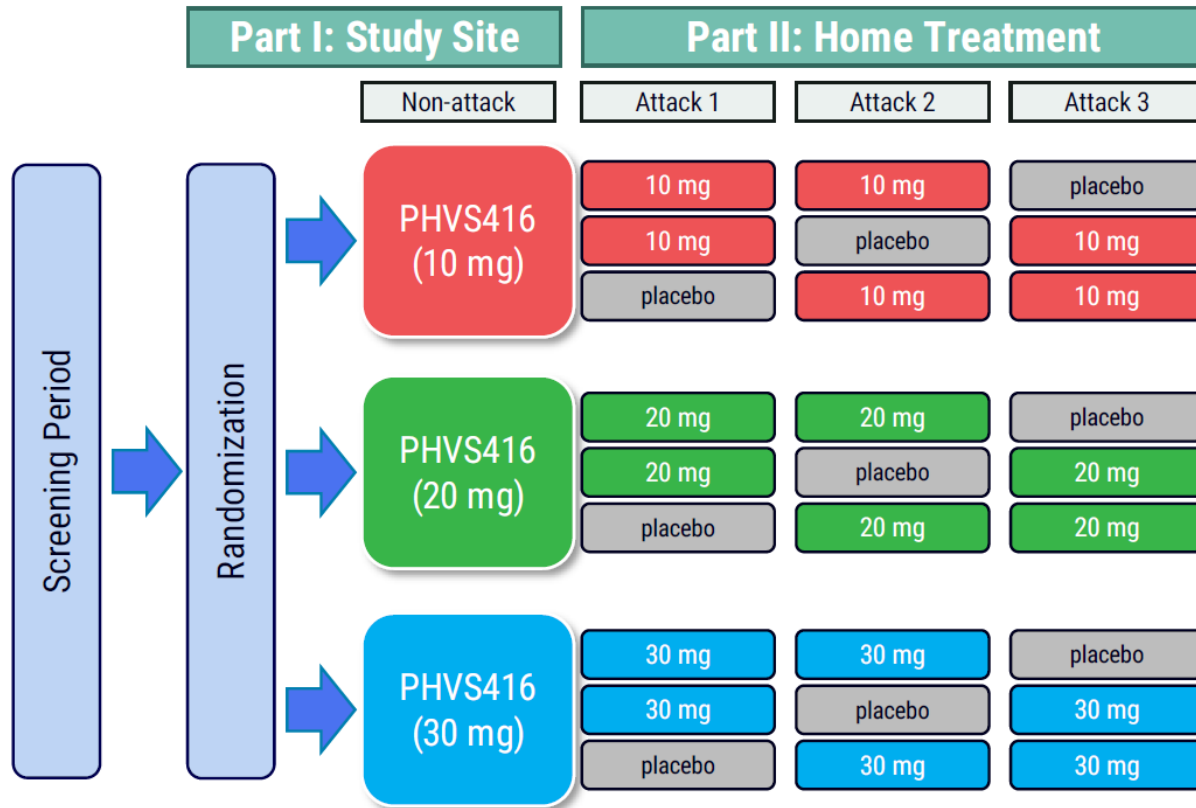 Part I: Study Site
Part II: Home Treatment
Non-attack
Attack 1
Attack 2
Attack 3
Screening Period
Randomization
PHVS416
(10 mg)
10 mg
10 mg
placebo
10 mg
placebo
10 mg
placebo
10 mg
10 mg
PHVS416
(20 mg)
20 mg
20 mg
placebo
20 mg
placebo
20 mg
placebo
20 mg
20 mg
PHVS416
(30 mg)
30 mg
30 mg
placebo
30 mg
placebo
30 mg
placebo
30 mg
30 mg